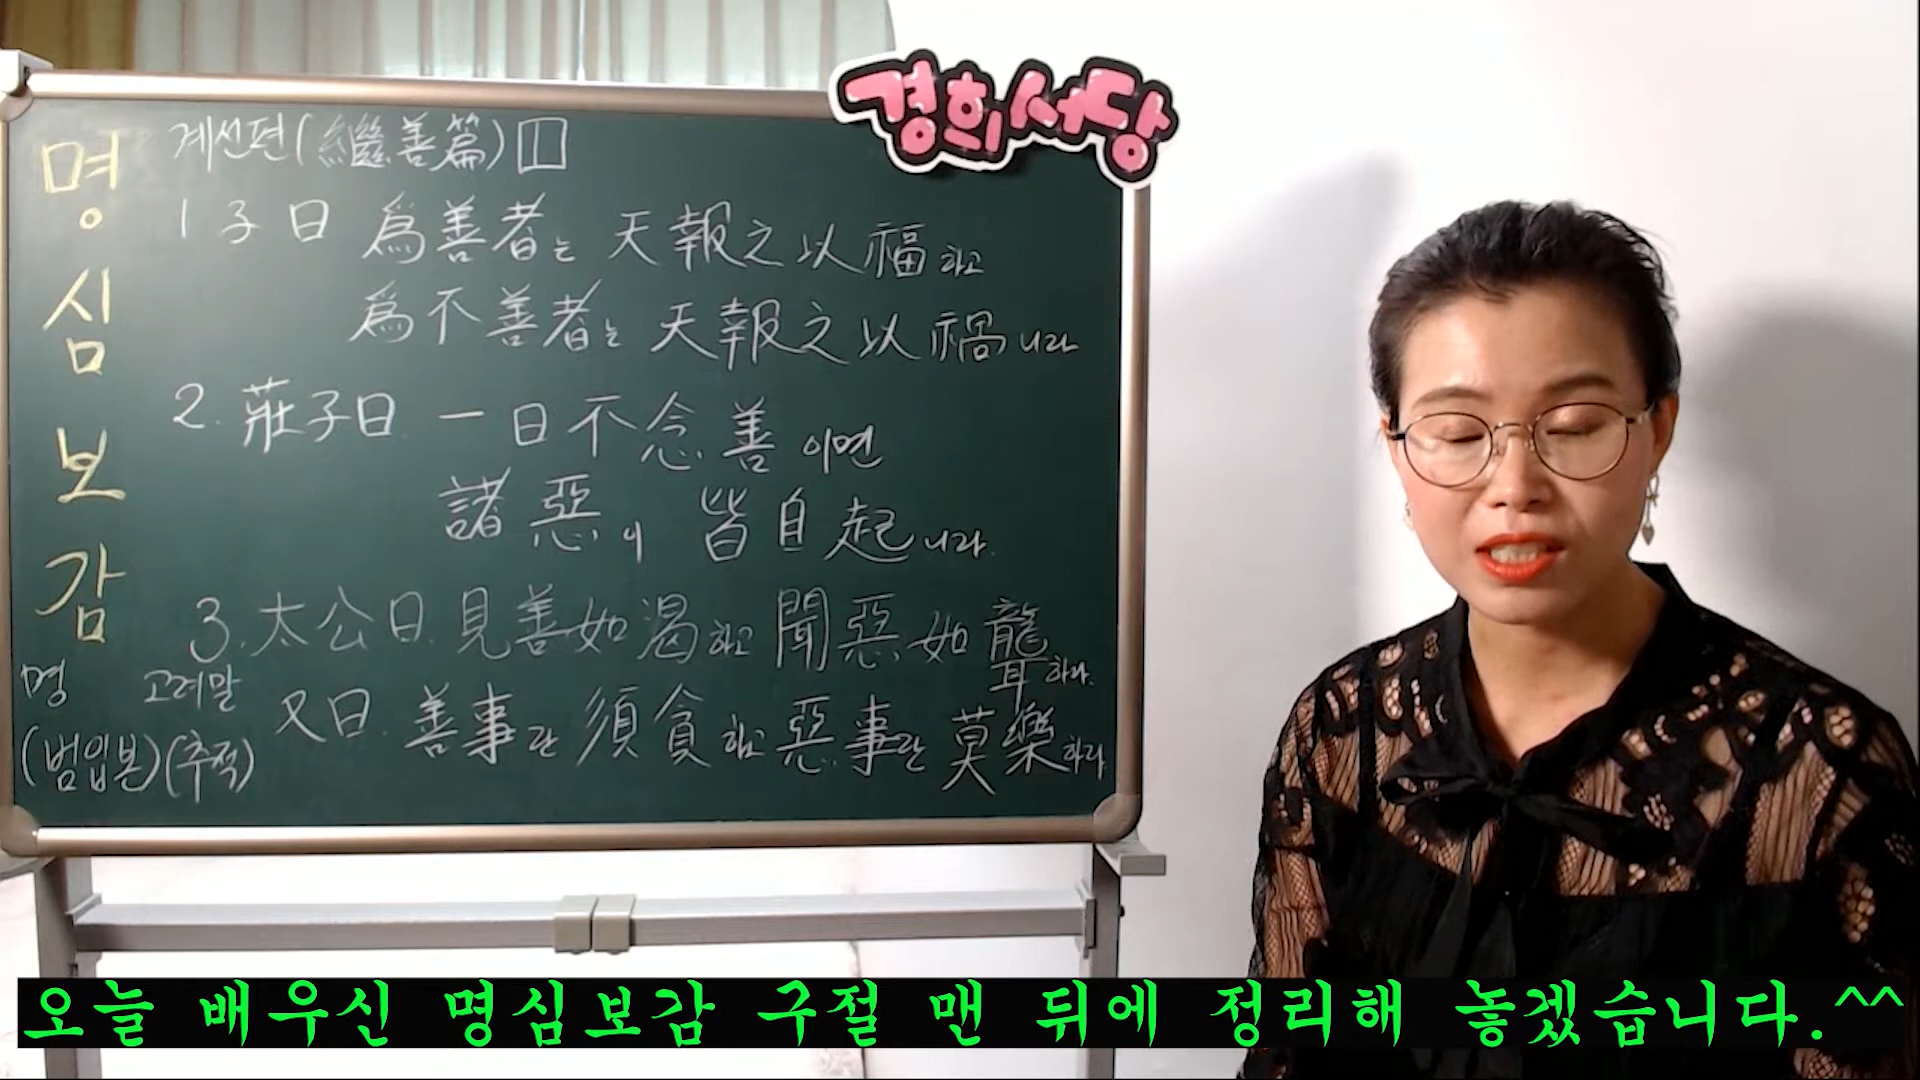 경희서당
명심보감
계선편(繼善篇)
1 子曰 爲善者는 天報之以福하고
爲不善者는 天報之以禍니라
2. 莊子曰 一日不念善이면
諸惡이 皆自起니라.
3. 太公曰 見善如渴하고 聞惡如聾하라.
又曰 善事란 須貪하고 惡事란 莫樂하라
명 고려말
(범입본)(추적)
오늘 배우신 명심보감 구절 맨 뒤에 정리해 놓겠습니다.^^